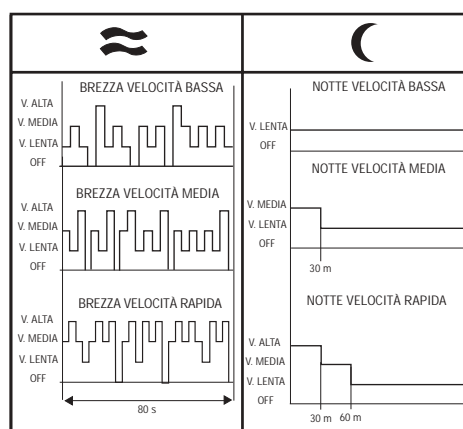 BREZZA VELOCITÀ BASSA
V. ALTA
V. MEDIA
V. LENTA
OFF
BREZZA VELOCITÀ MEDIA
V. ALTA
V. MEDIA
V. LENTA
OFF
BREZZA VELOCITÀ RAPIDA
V. ALTA
V. MEDIA
V. LENTA
OFF
80 s
NOTTE VELOCITÀ BASSA
V. LENTA
OFF
NOTTE VELOCITÀ MEDIA
V. MEDIA
V. LENTA
OFF
30 m
NOTTE VELOCITÀ RAPIDA
V. ALTA
V. MEDIA
V. LENTA
OFF
30 m 60 m